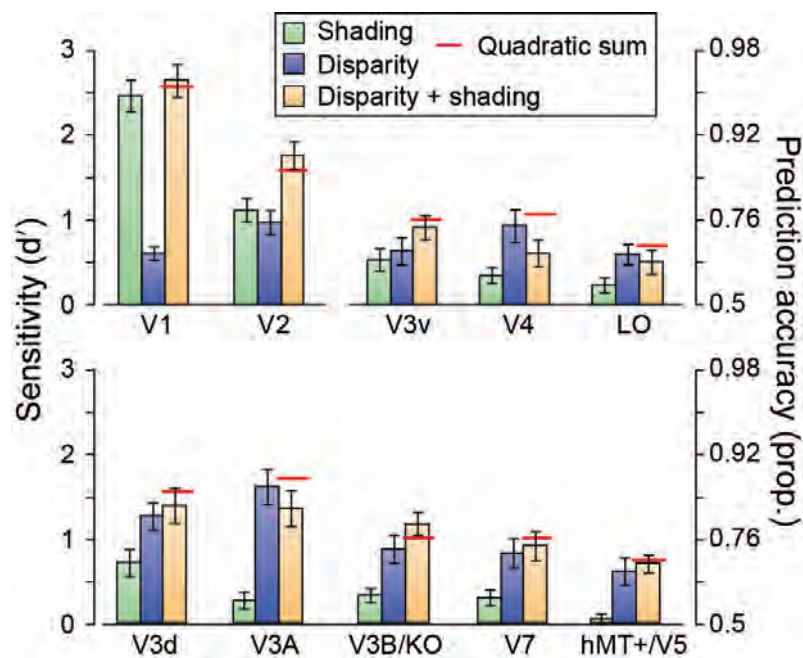 Shading
Disparity
Disparity + shading
Quadratic sum
Sensitivity (d′)
Prediction accuracy (prop.)
3
2
1
0
0.98
0.92
0.76
0.5
V1 V2 V3v V4 LO
3
2
1
0
0.98
0.92
0.76
0.5
V3d V3A V3B/KO V7 hMT+/V5